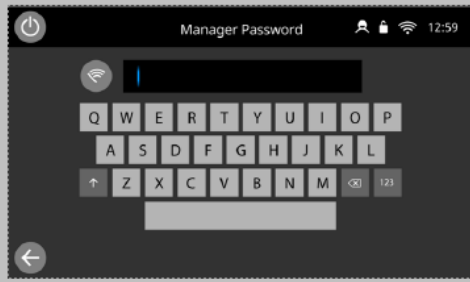 Manager Password 12:59
Q W E R T Y U I O P
A S D F G H J K L
Z X C V B N M 123